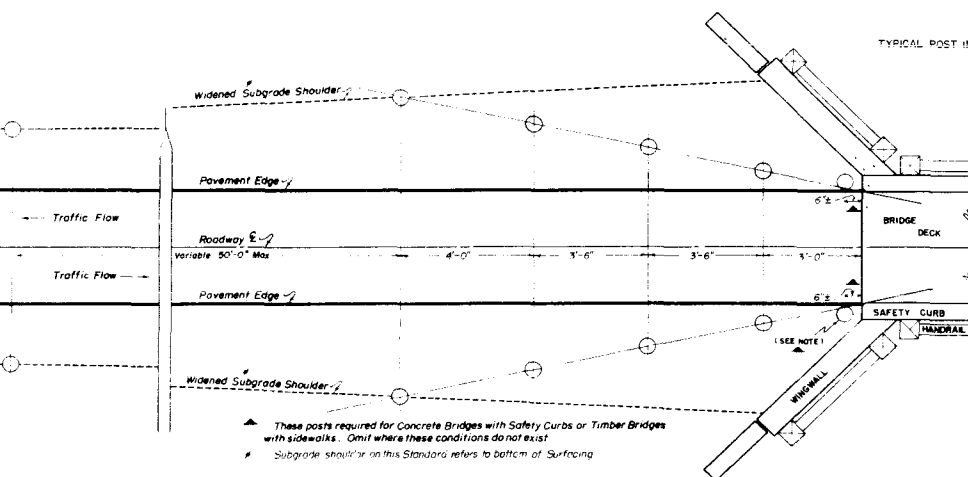 TYPICAL POST
Widened Subgrade Shoulder
Pavement Edge
Traffic Flow
6"±
BRIDGE
DECK
Roadway ℄
Variable 50'-0" Max
4'-0"
3'-6"
3'-6"
3'-0"
Traffic Flow
Pavement Edge
6"±
SAFETY CURB
HANDRAIL
(SEE NOTE)
Widened Subgrade Shoulder
WINGWALL
▲ These posts required for Concrete Bridges with Safety Curbs or Timber Bridges
with sidewalks. Omit where these conditions do not exist
Subgrade shoulder on this Standard refers to bottom of Surfacing